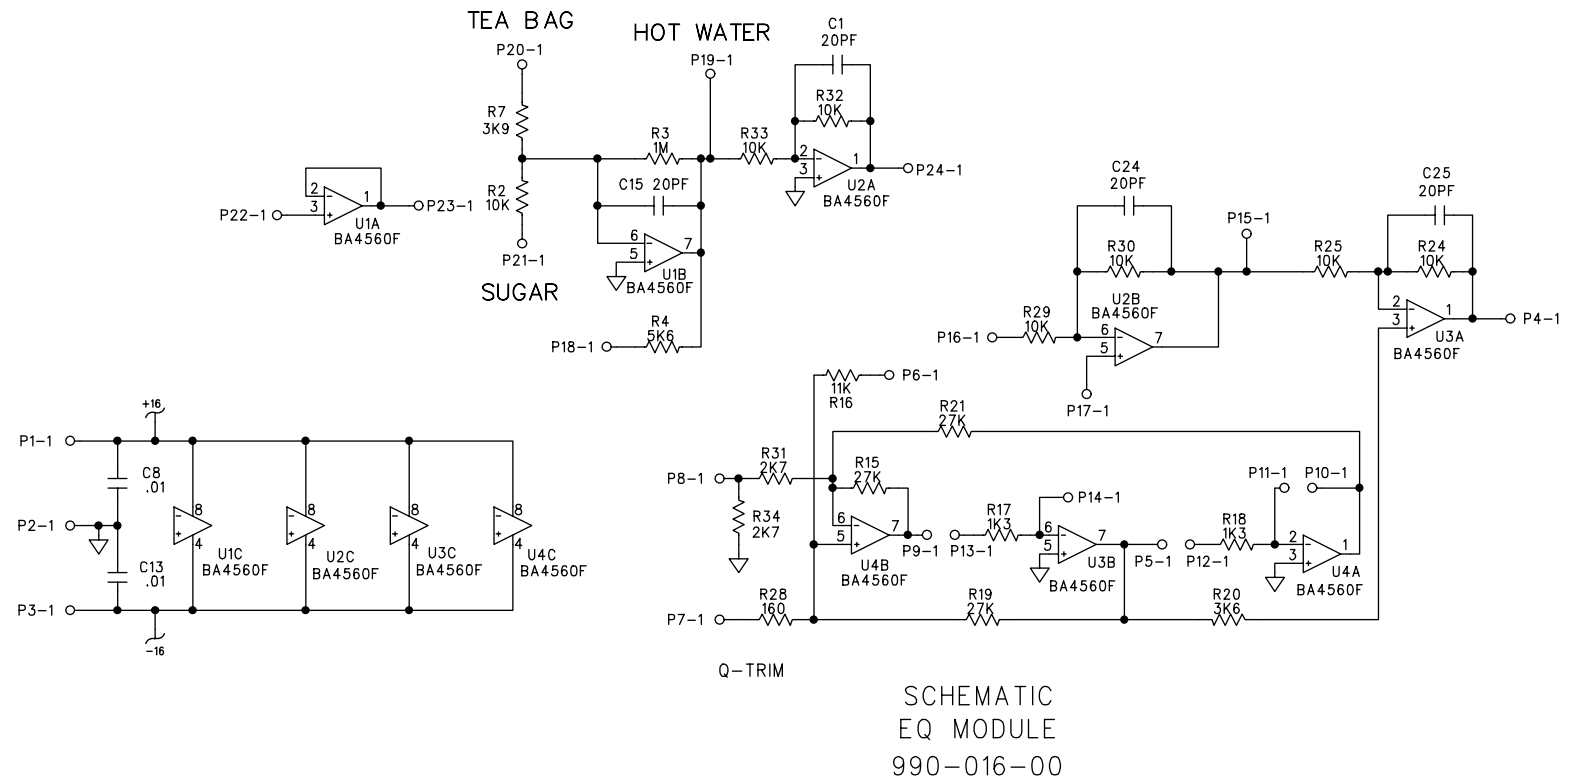 TEA BAG
P20-1
R7
3K9
R2
10K
P21-1
SUGAR
HOT WATER
P19-1
R3
1M
C15 20PF
6
5
7
U1B
BA4560F
R4
5K6
P18-1
R33
10K
C1
20PF
R32
10K
2
3
1
U2A
BA4560F
P24-1
P22-1
2
3
1
U1A
BA4560F
P23-1
C24
20PF
R30
10K
U2B
BA4560F
R29
10K
P16-1
6
5
7
P17-1
P15-1
R25
10K
C25
20PF
R24
10K
2
3
1
U3A
BA4560F
P4-1
+16
P1-1
C8
.01
P2-1
C13
.01
P3-1
-16
8
4
U1C
BA4560F
8
4
U2C
BA4560F
8
4
U3C
BA4560F
8
4
U4C
BA4560F
P6-1
11K
R16
R21
27K
P8-1
R31
2K7
R34
2K7
R15
27K
6
5
7
U4B
BA4560F
P9-1
P13-1
R17
1K3
P14-1
6
5
7
U3B
BA4560F
P5-1
P12-1
R18
1K3
P11-1
P10-1
2
3
1
U4A
BA4560F
P7-1
R28
160
R19
27K
R20
3K6
Q-TRIM
SCHEMATIC
EQ MODULE
990-016-00